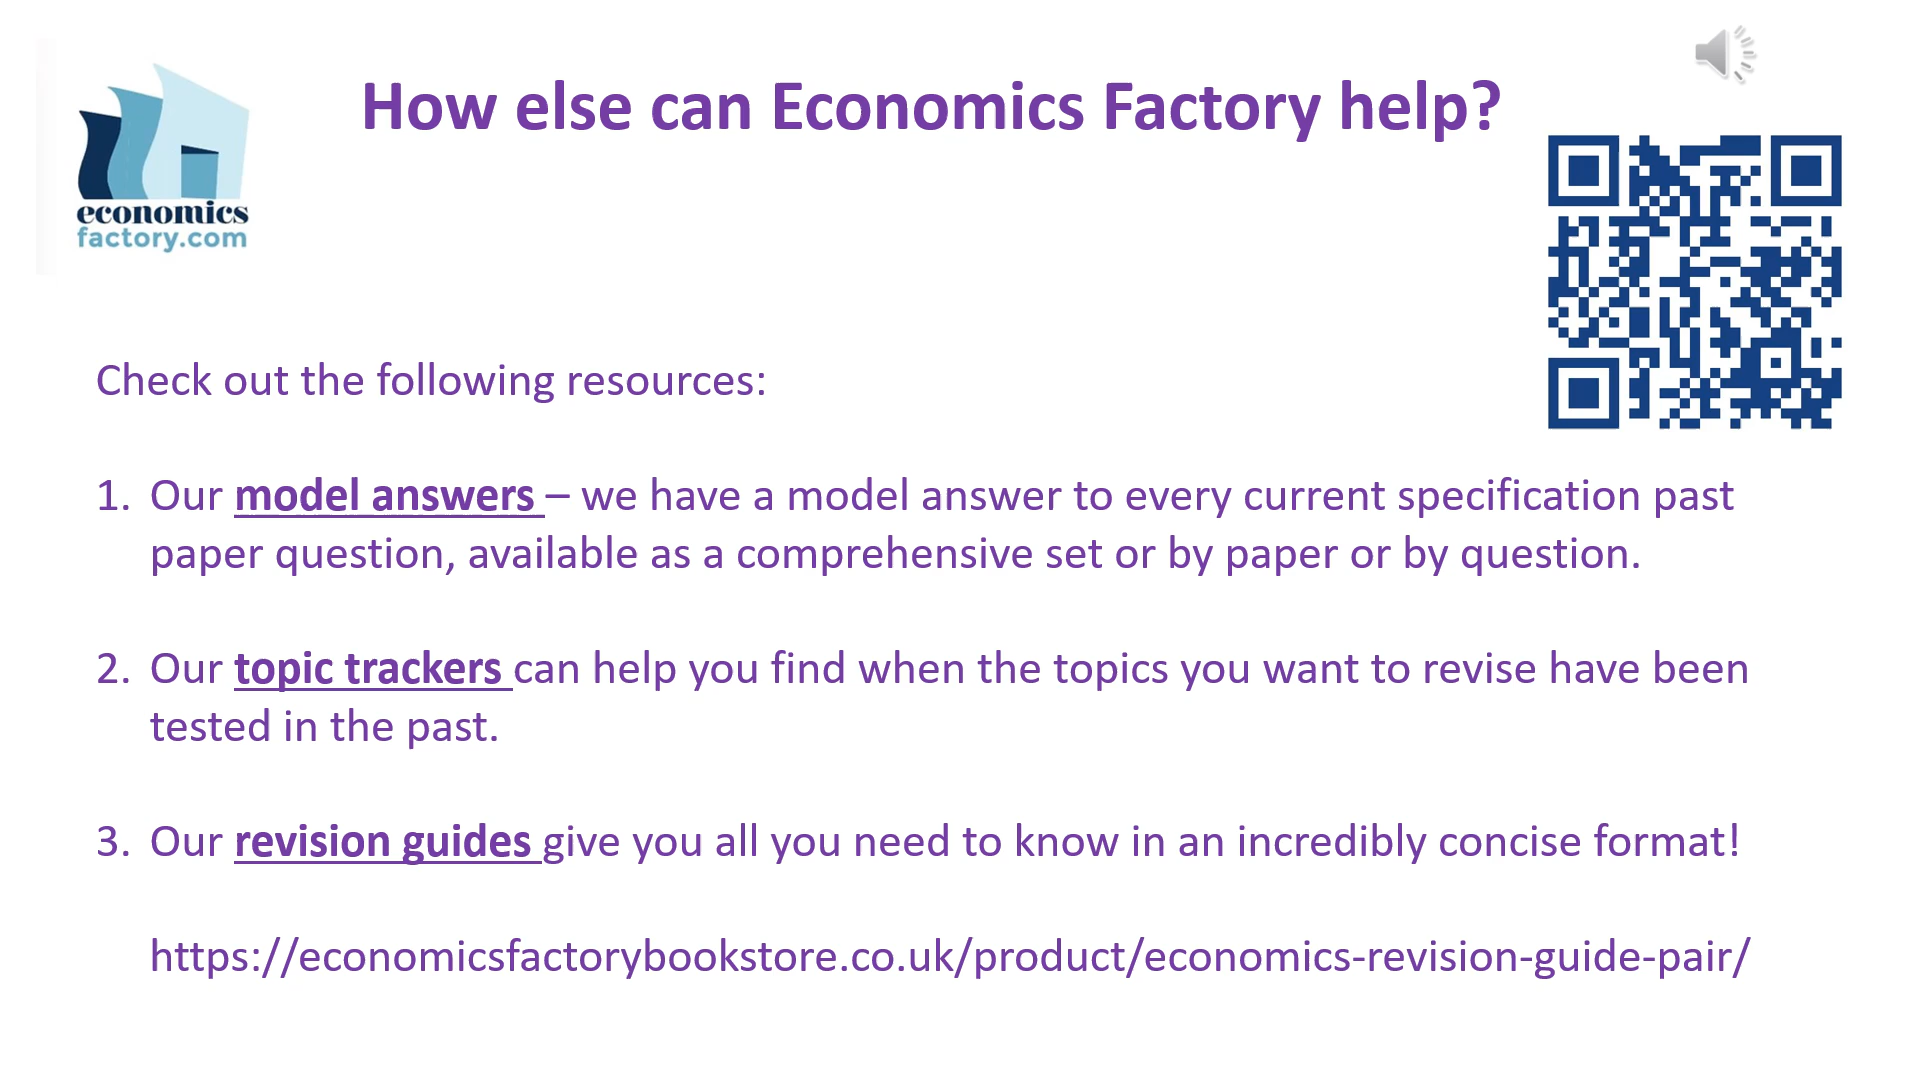 How else can Economics Factory help?
economics
factory.com
Check out the following resources:
1. Our model answers – we have a model answer to every current specification past
paper question, available as a comprehensive set or by paper or by question.
2. Our topic trackers can help you find when the topics you want to revise have been
tested in the past.
3. Our revision guides give you all you need to know in an incredibly concise format!
https://economicsfactorybookstore.co.uk/product/economics-revision-guide-pair/